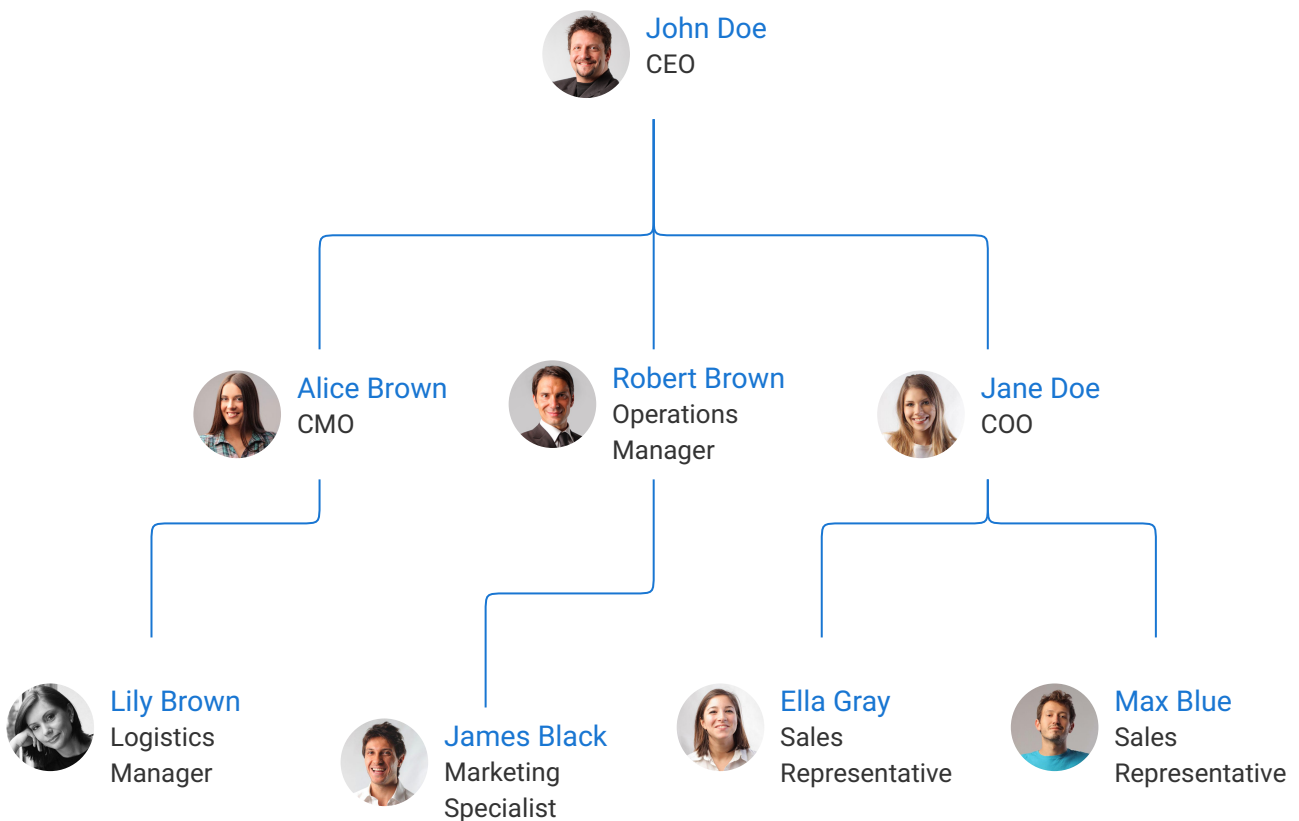 John Doe
CEO
Alice Brown
CMO
Robert Brown
Operations
Manager
Jane Doe
COO
Lily Brown
Logistics
Manager
James Black
Marketing
Specialist
Ella Gray
Sales
Representative
Max Blue
Sales
Representative